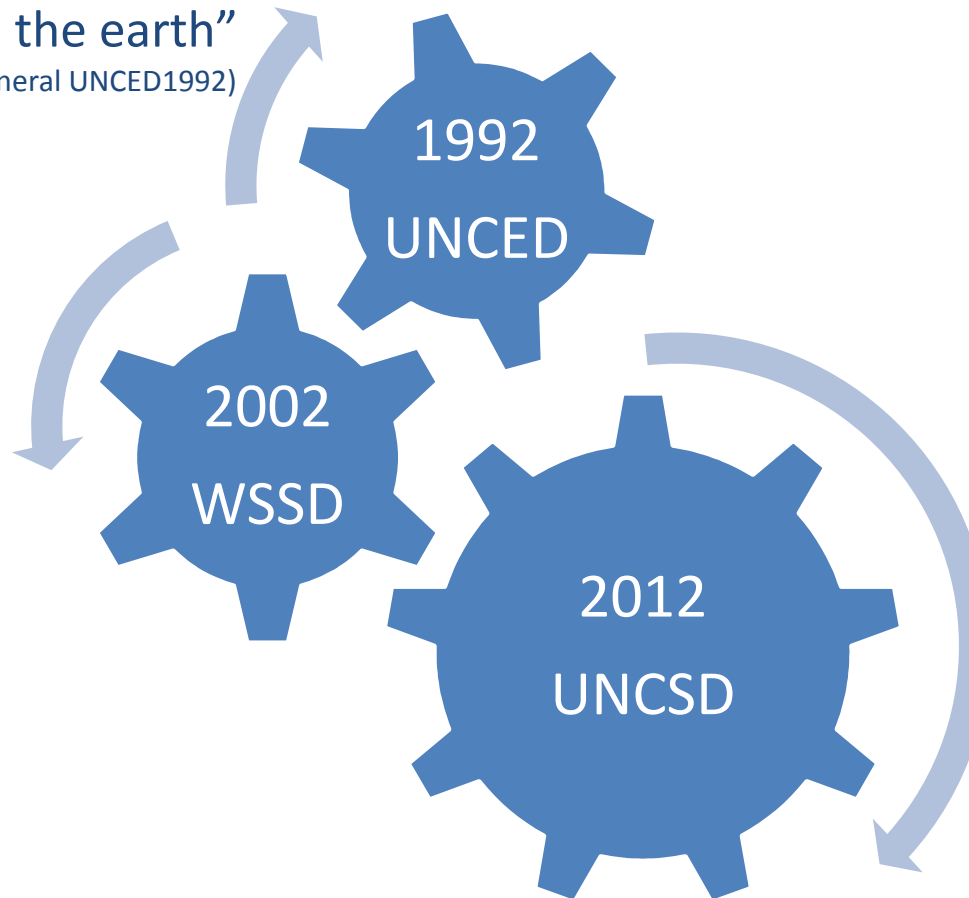 the earth”
neral UNCED1992)
1992
UNCED
2002
WSSD
2012
UNCSD